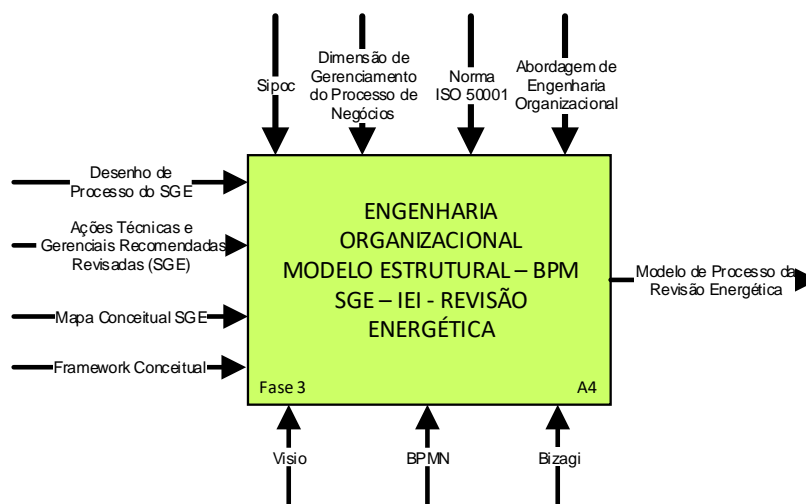 Sipoc
Dimensão de
Gerenciamento
do Processo de
Negócios
Norma
ISO 50001
Abordagem de
Engenharia
Organizacional
Desenho de
Processo do SGE
Ações Técnicas e
Gerenciais Recomendadas
Revisadas (SGE)
Mapa Conceitual SGE
Framework Conceitual
ENGENHARIA
ORGANIZACIONAL
MODELO ESTRUTURAL – BPM
SGE – IEI - REVISÃO
ENERGÉTICA
Fase 3
A4
Modelo de Processo da
Revisão Energética
Visio
BPMN
Bizagi